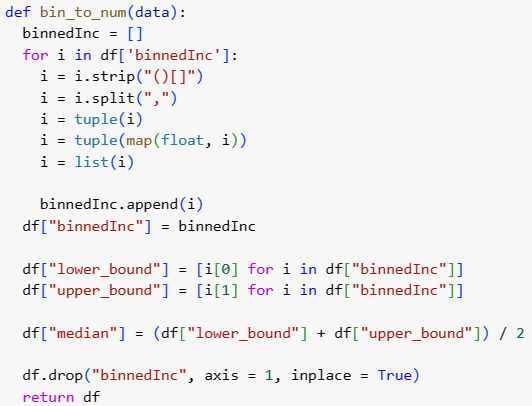 def bin_to_num(data):
  binnedInc = []
  for i in df['binnedInc']:
    i = i.strip("()[]")
    i = i.split(",")
    i = tuple(i)
    i = tuple(map(float, i))
    i = list(i)

    binnedInc.append(i)
  df["binnedInc"] = binnedInc

  df["lower_bound"] = [i[0] for i in df["binnedInc"]]
  df["upper_bound"] = [i[1] for i in df["binnedInc"]]

  df["median"] = (df["lower_bound"] + df["upper_bound"]) / 2

  df.drop("binnedInc", axis = 1, inplace = True)
  return df